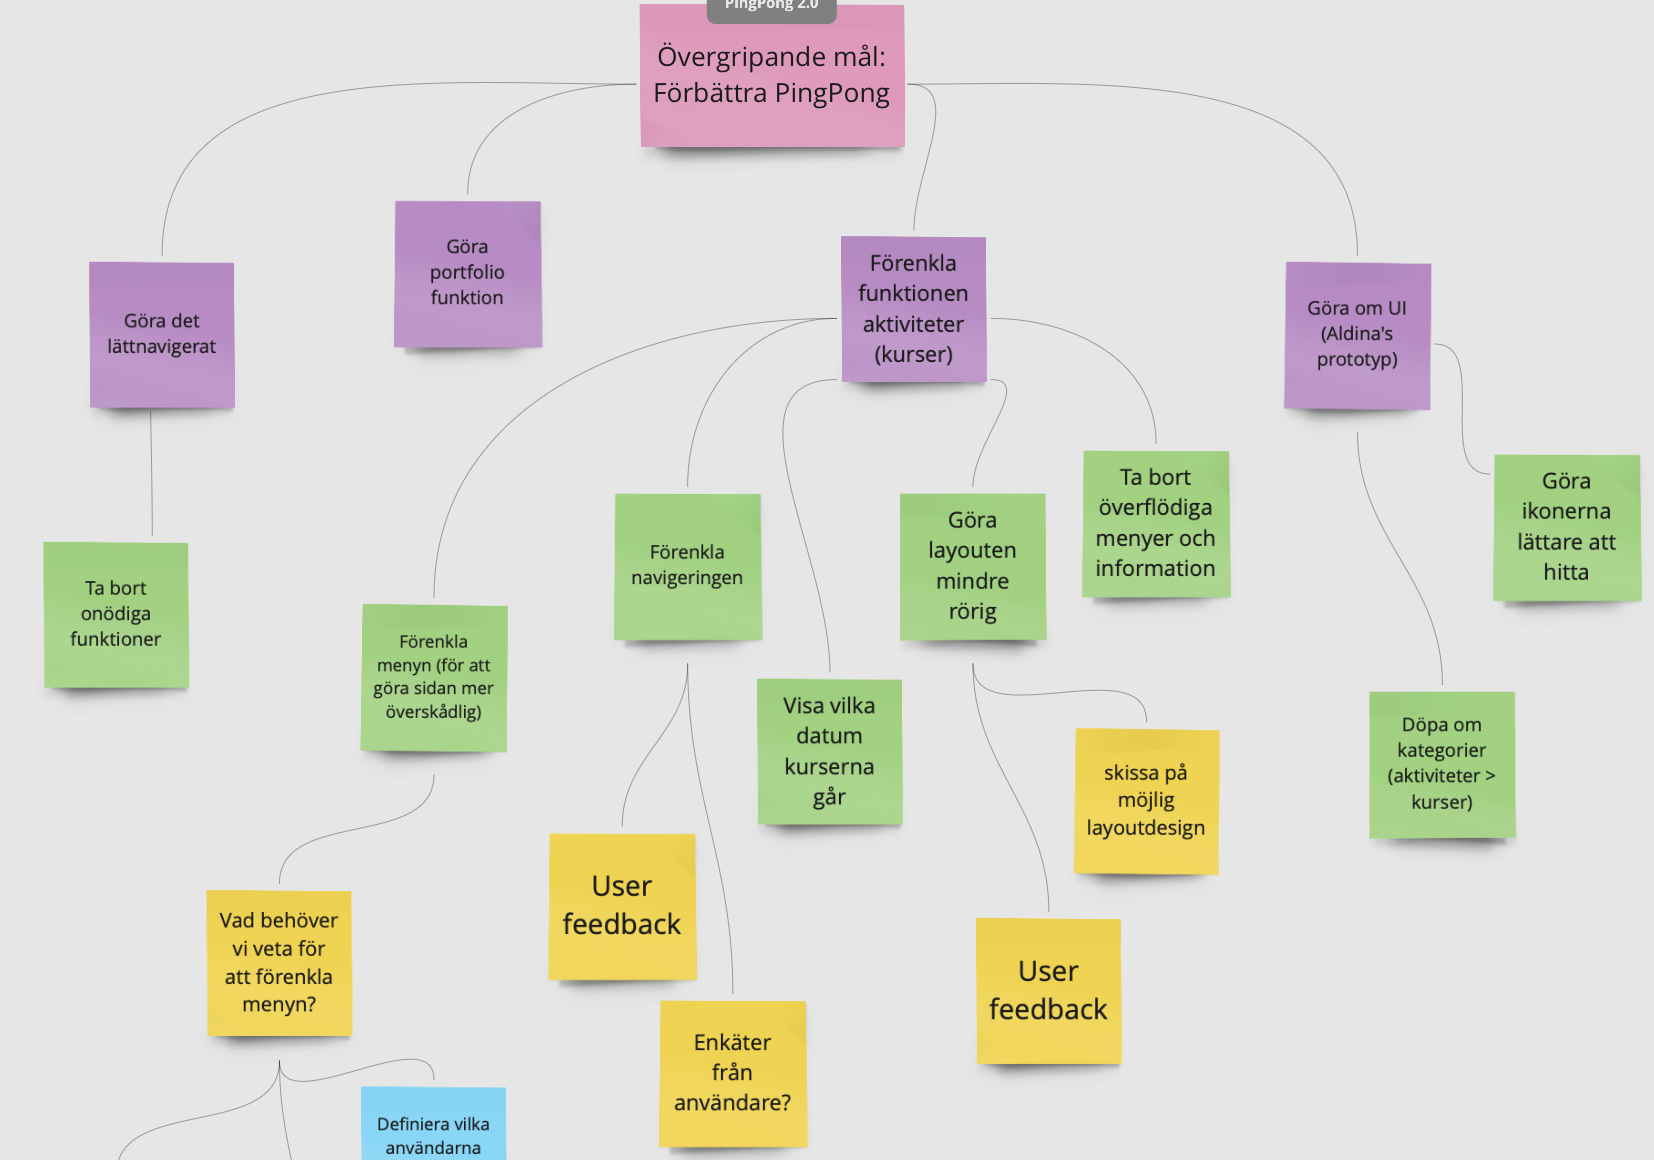 PingPong 2.0
Övergripande mål:
Förbättra PingPong
Göra
portfolio
funktion
Förenkla
funktionen
aktiviteter
(kurser)
Göra det
lättnavigerat
Göra om UI
(Aldina's
prototyp)
Ta bort
överflödiga
menyer och
information
Göra
ikonerna
lättare att
hitta
Förenkla
navigeringen
Göra
layouten
mindre
rörig
Ta bort
onödiga
funktioner
Förenkla
menyn (för att
göra sidan mer
överskådlig)
Visa vilka
datum
kurserna
går
Döpa om
kategorier
(aktiviteter >
kurser)
skissa på
möjlig
layoutdesign
User
feedback
Vad behöver
vi veta för
att förenkla
menyn?
User
feedback
Enkäter
från
användare?
Definiera vilka
användarna